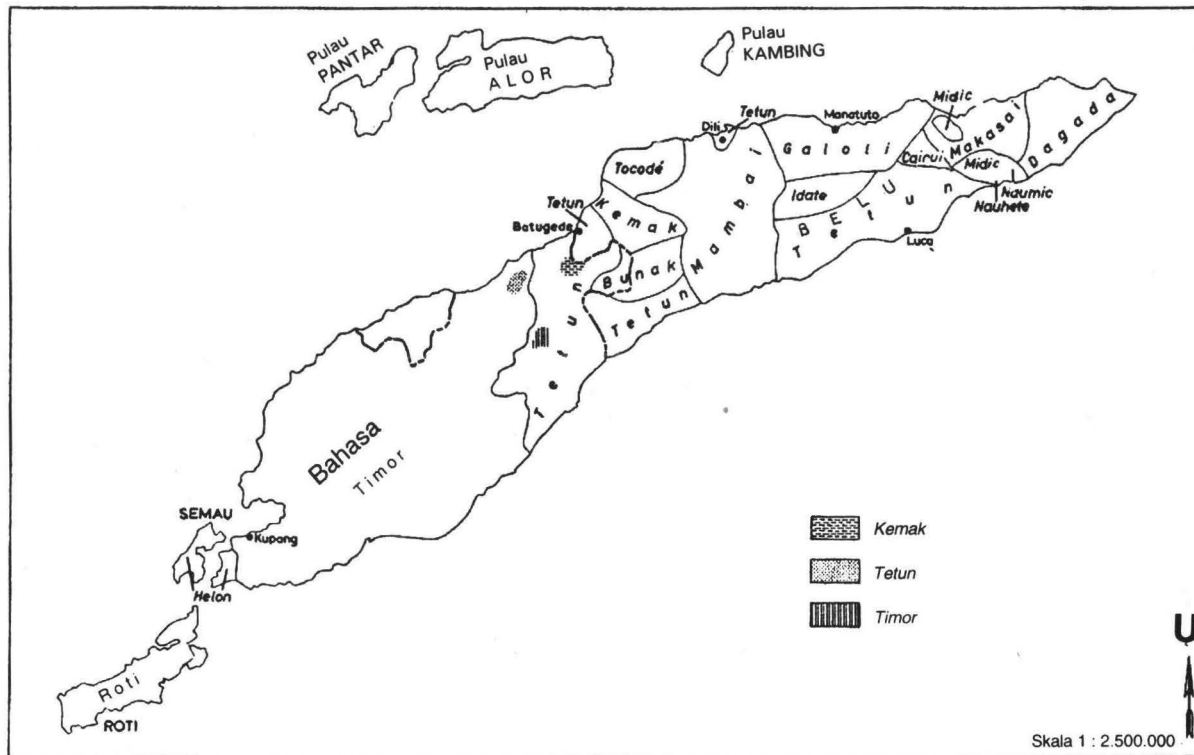 Pulau
PANTAR
Pulau
ALOR
Pulau
KAMBING
Tetun
Dili
Manatuto
Midic
Makasai
Dagada
Galoli
Cairui
Midic
Naumic
Nauhete
Tocodé
Idate
BELU
Tetun
Luca
Mambai
Tetun
Kemak
Batugede
Bunak
Tetun
Tetun
Bahasa
Timor
SEMAU
Kupang
Helon
Roti
ROTI
Kemak
Tetun
Timor
U
Skala 1 : 2.500.000